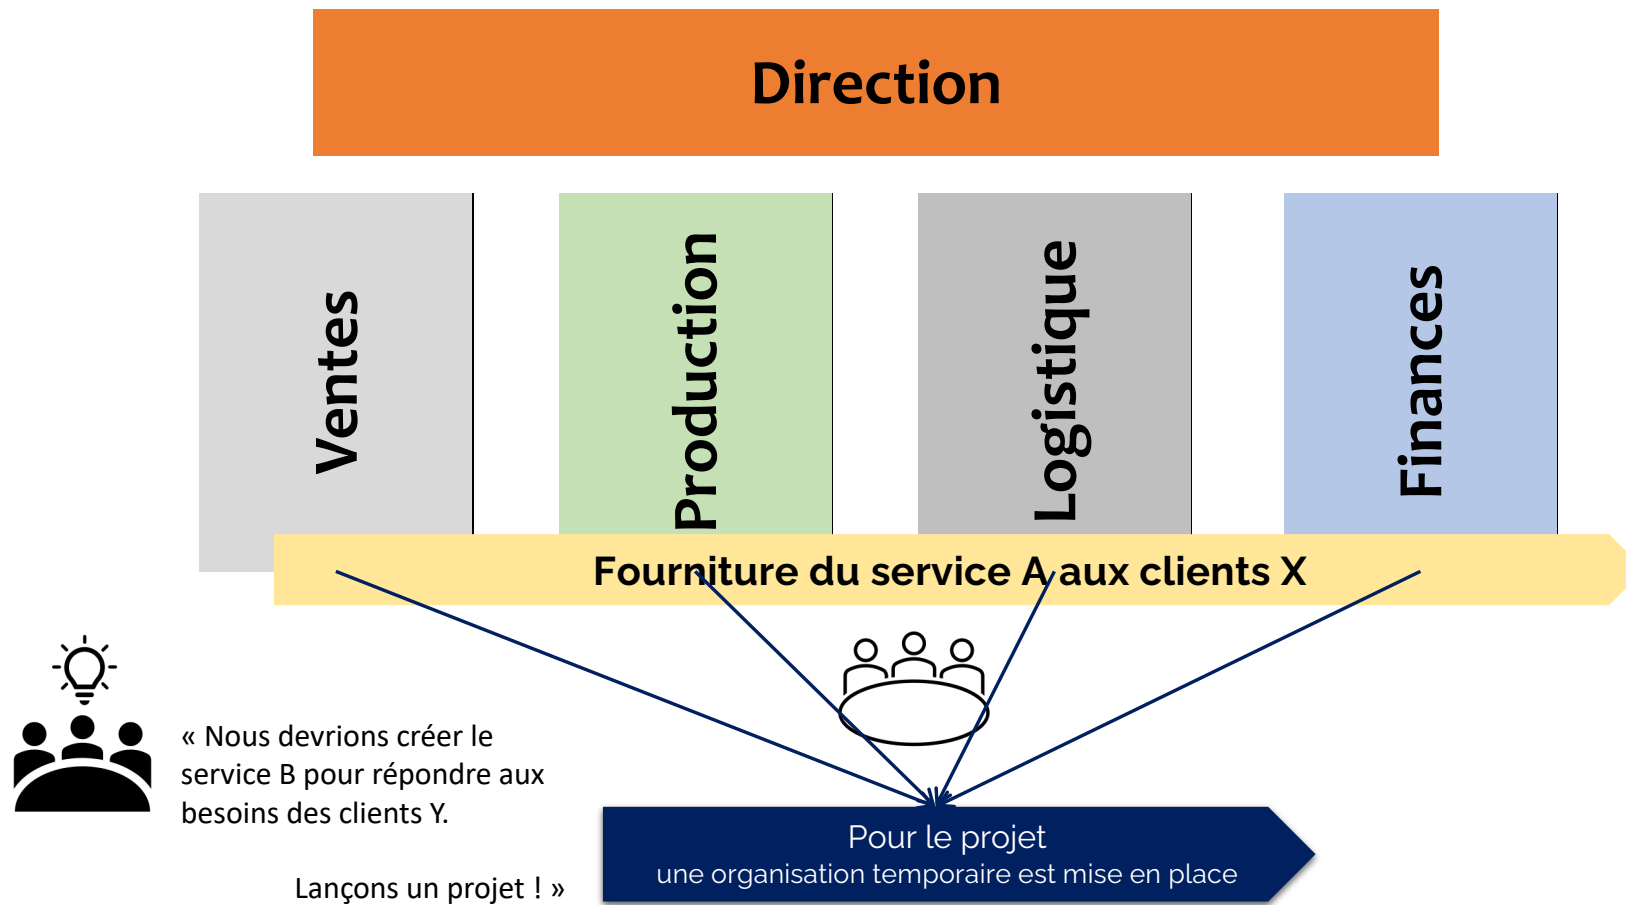 Direction
Ventes
Production
Logistique
Finances
Fourniture du service A aux clients X
« Nous devrions créer le
service B pour répondre aux
besoins des clients Y.
Lançons un projet ! »
Pour le projet
une organisation temporaire est mise en place